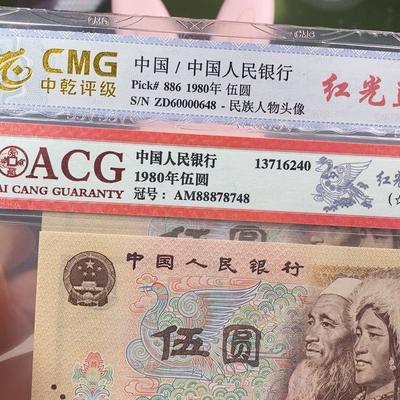 CMG 中国 / 中国人民银行
中乾评级 Pick# 886 1980年 伍圆
S/N ZD60000648 - 民族人物头像
红光
ACG 中国人民银行 13716240
1980年伍圆
AI CANG GUARANTY 冠号：AM88878748
红光
中国人民银行
伍圆